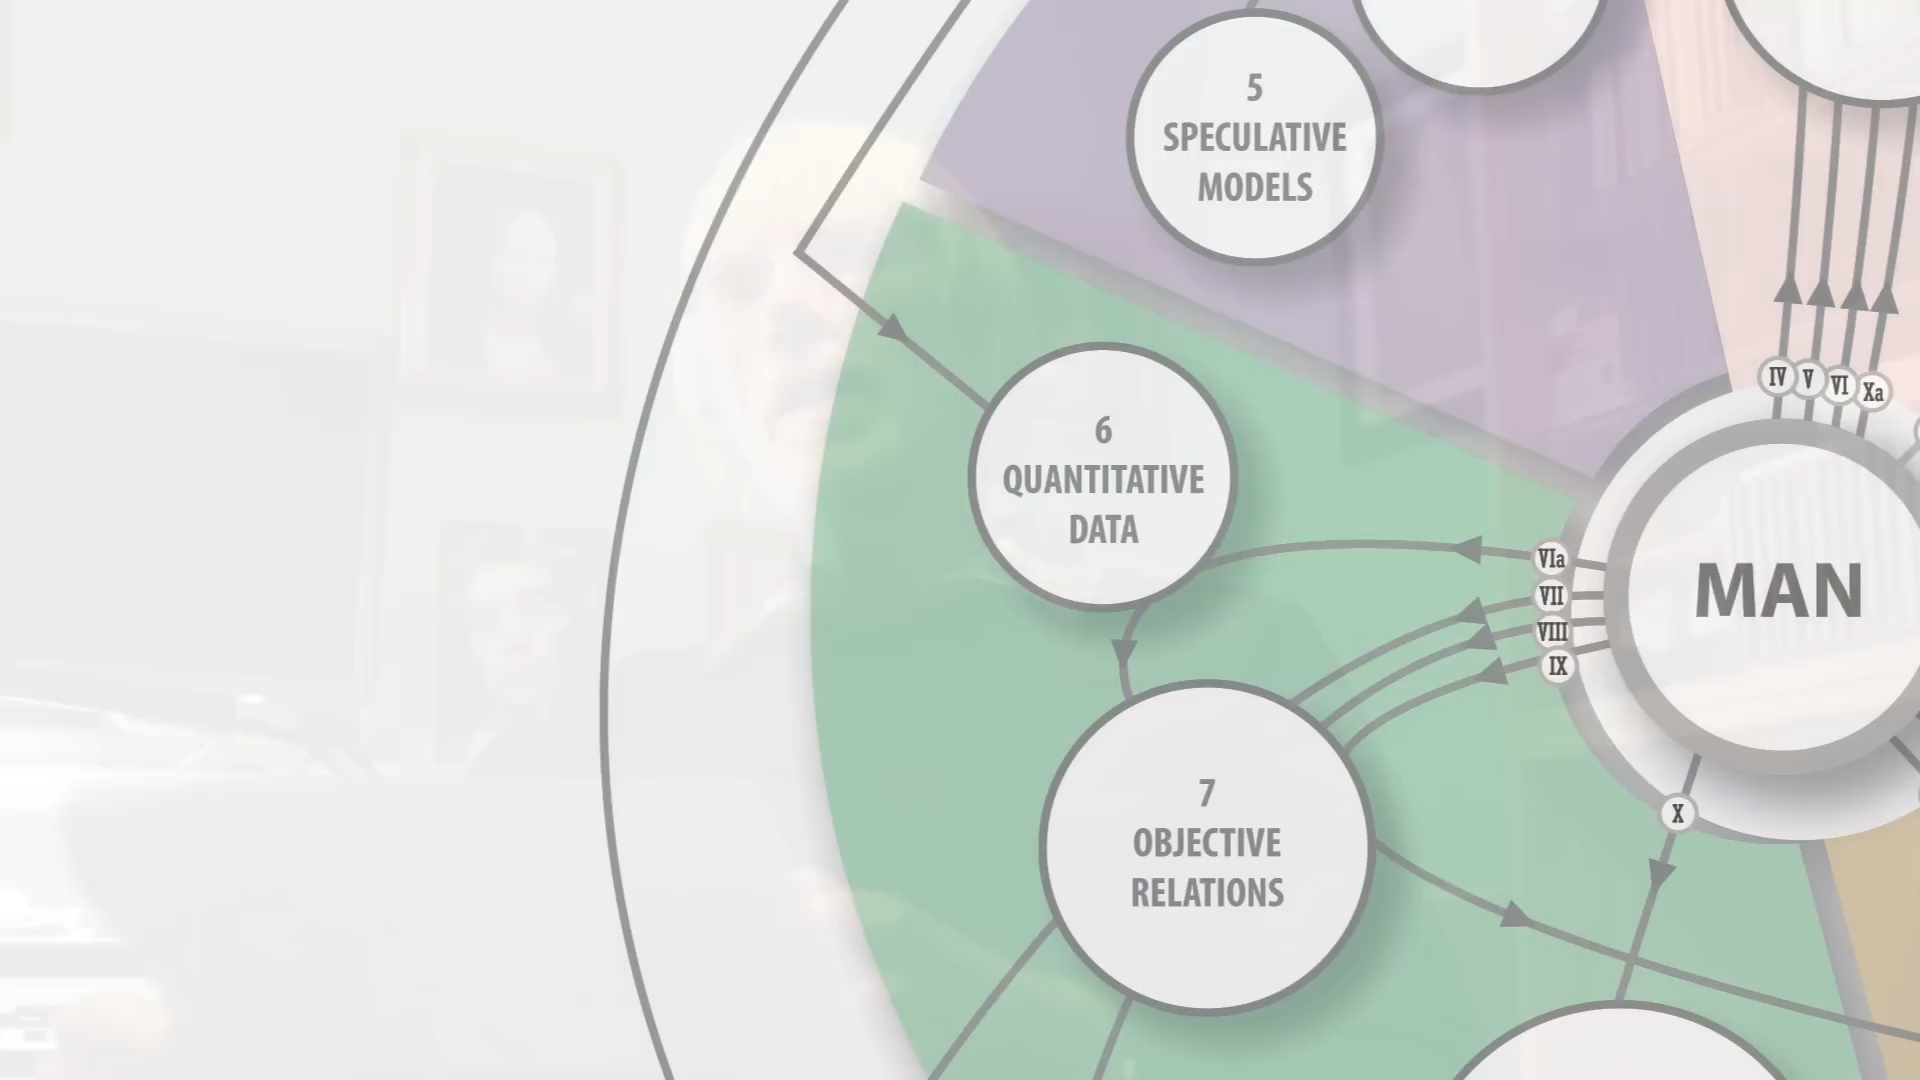 5
SPECULATIVE
MODELS
IV
V
VI
Xa
6
QUANTITATIVE
DATA
VIa
VII
VIII
IX
MAN
7
OBJECTIVE
RELATIONS
X